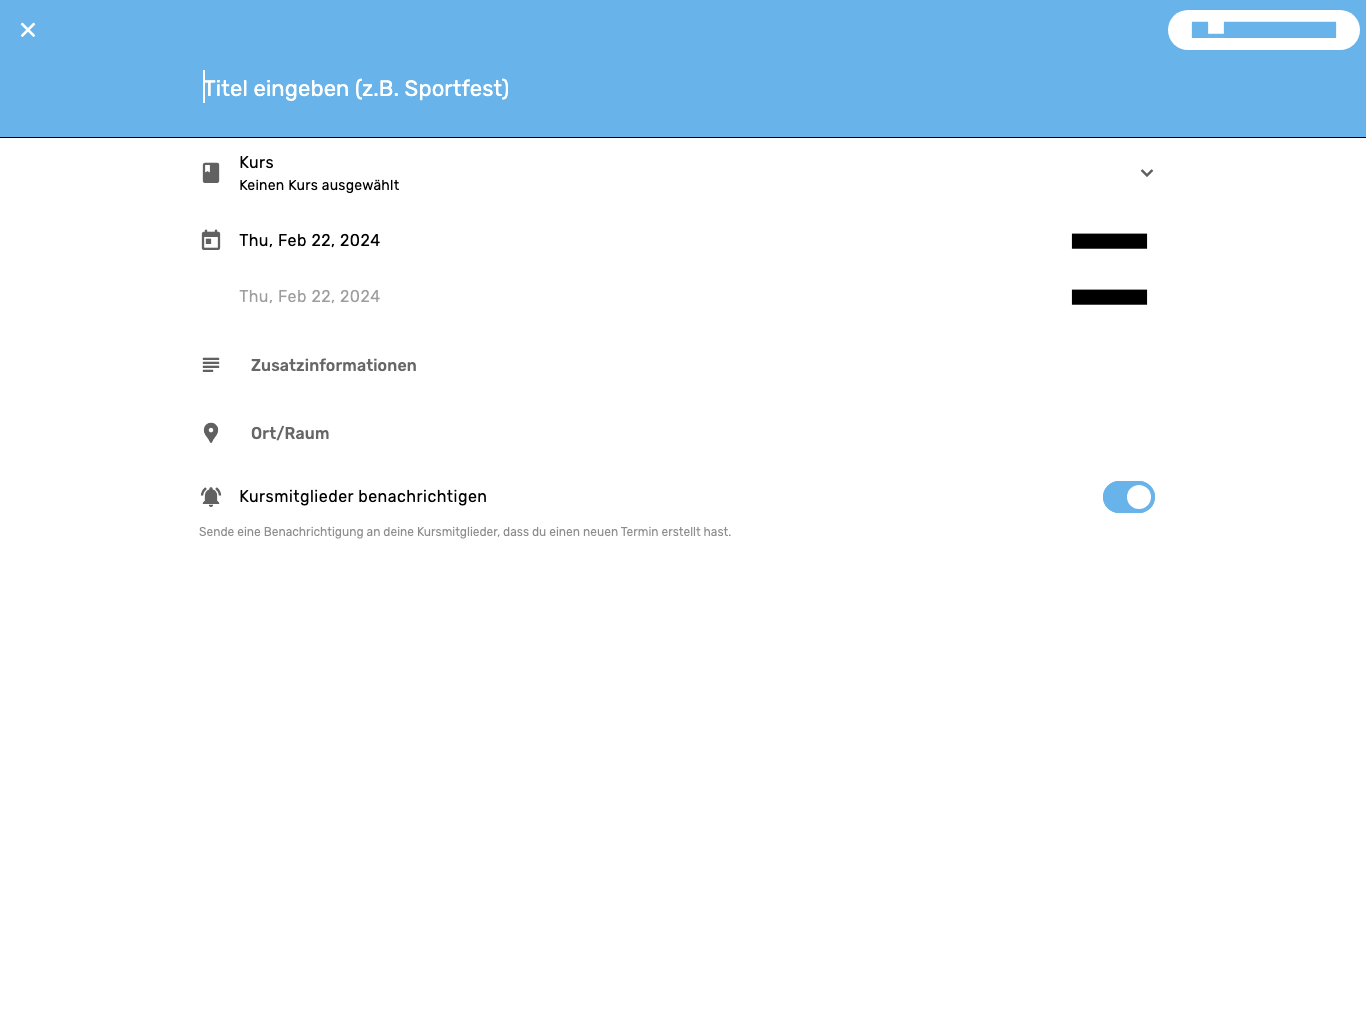 Titel eingeben (z.B. Sportfest)
Kurs
Keinen Kurs ausgewählt
Thu, Feb 22, 2024
Thu, Feb 22, 2024
Zusatzinformationen
Ort/Raum
Kursmitglieder benachrichtigen
Sende eine Benachrichtigung an deine Kursmitglieder, dass du einen neuen Termin erstellt hast.